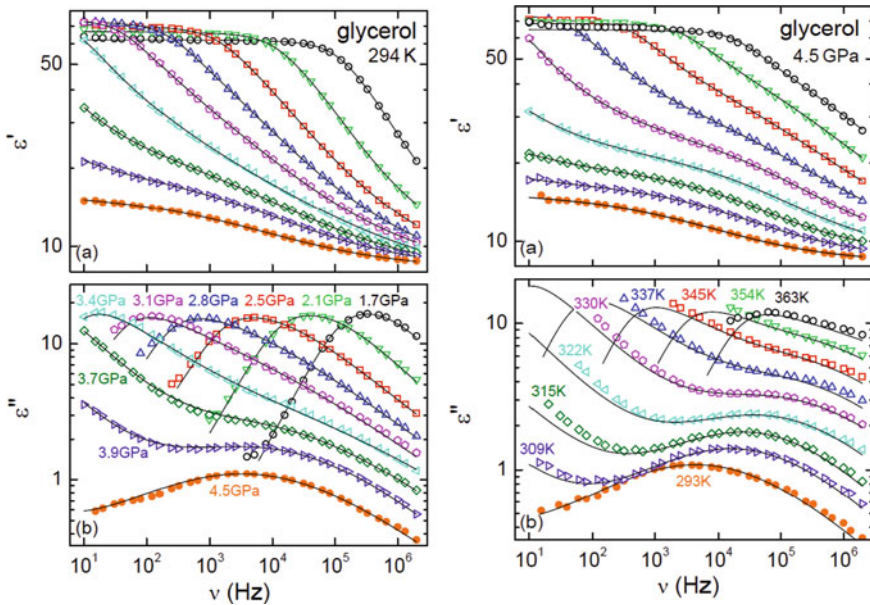 glycerol
294 K
ε'
50
10
(a)
3.4GPa 3.1GPa 2.8GPa 2.5GPa 2.1GPa 1.7GPa
10
3.7GPa
ε''
3.9GPa
1
4.5GPa
(b)
10¹ 10² 10³ 10⁴ 10⁵ 10⁶
ν (Hz)
glycerol
4.5 GPa
ε'
50
10
(a)
330K 337K 345K 354K 363K
10
322K
ε''
315K
309K
1
293K
(b)
10¹ 10² 10³ 10⁴ 10⁵ 10⁶
ν (Hz)